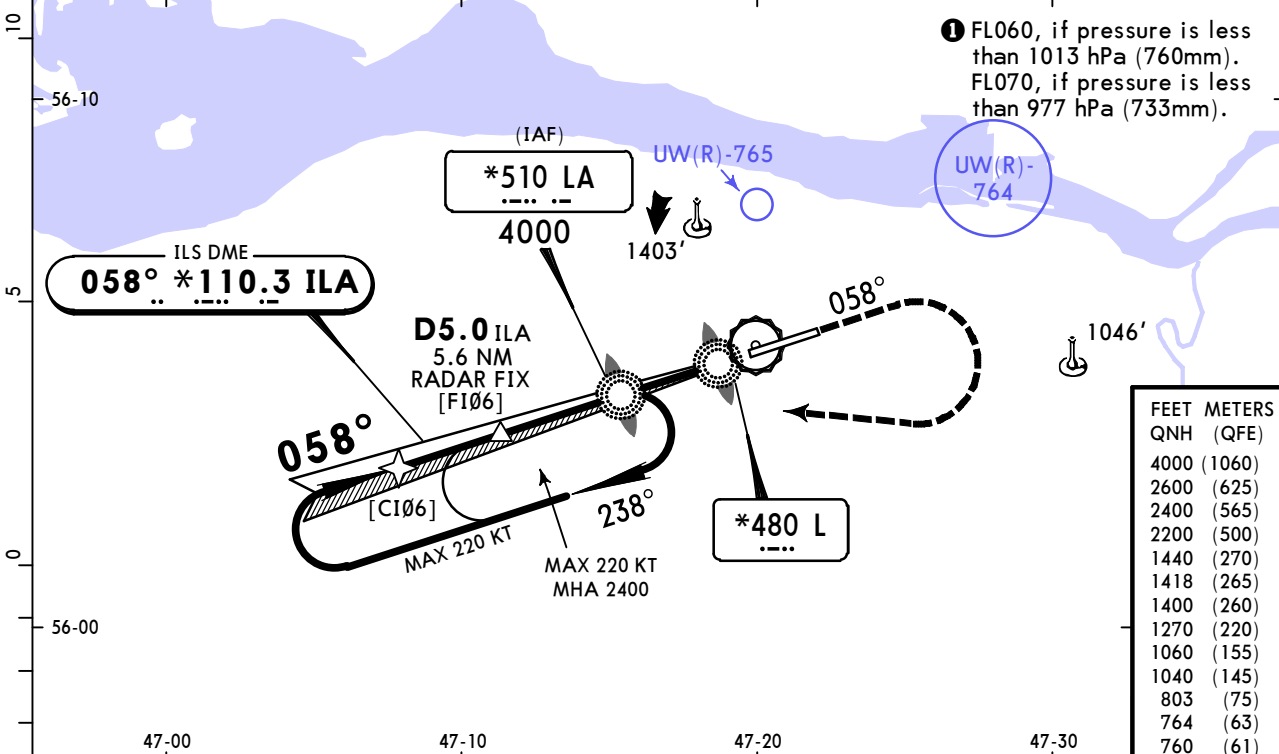 10
❶ FL060, if pressure is less
than 1013 hPa (760mm).
FL070, if pressure is less
than 977 hPa (733mm).
56-10
(IAF)
*510 LA
4000
UW(R)-765
UW(R)-
764
1403'
ILS DME
058° *110.3 ILA
5
D5.0 ILA
5.6 NM
RADAR FIX
[FI06]
058°
1046'
058°
[CI06]
238°
MAX 220 KT
MAX 220 KT
MHA 2400
*480 L
0
56-00
FEET METERS
QNH (QFE)
4000 (1060)
2600 (625)
2400 (565)
2200 (500)
1440 (270)
1418 (265)
1400 (260)
1270 (220)
1060 (155)
1040 (145)
803 (75)
764 (63)
760 (61)
47-00 47-10 47-20 47-30